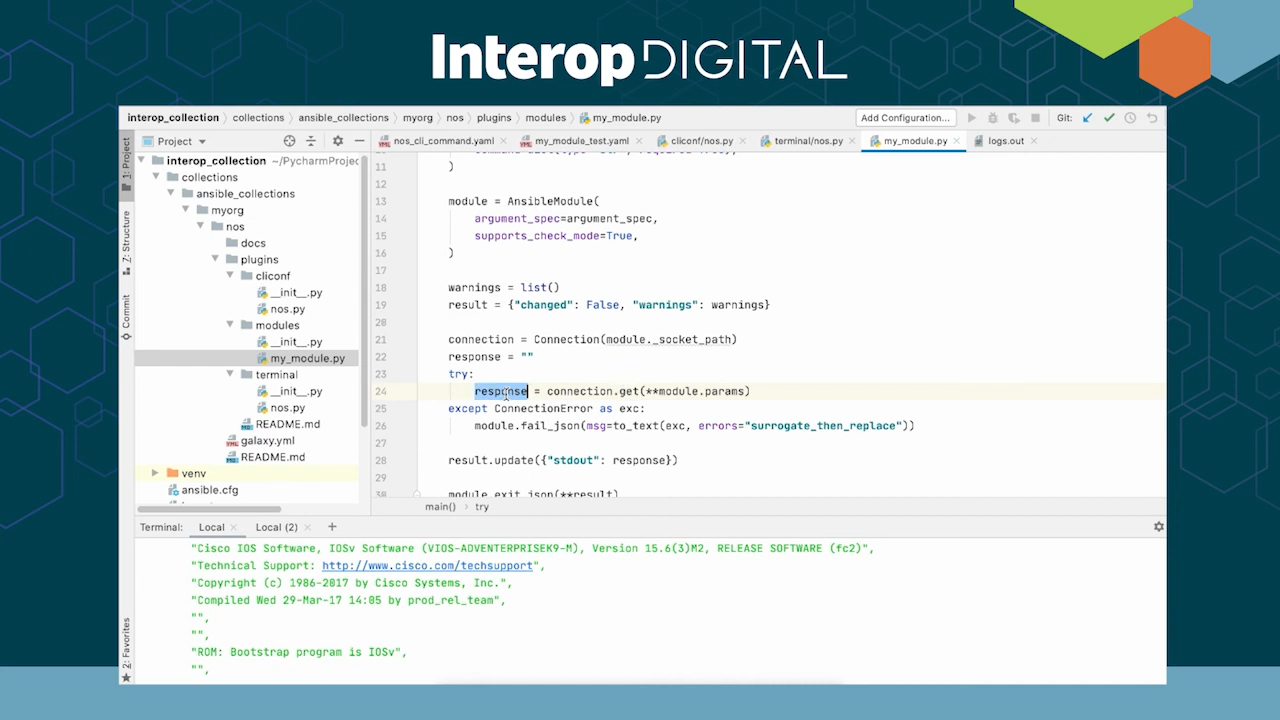 Interop DIGITAL
interop_collection › collections › ansible_collections › myorg › nos › plugins › modules › my_module.py
Add Configuration...
Git:
Project
nos_cli_command.yaml
my_module_test.yaml
cliconf/nos.py
terminal/nos.py
my_module.py
logs.out
1: Project
Z: Structure
Commit
2: Favorites
interop_collection ~/PycharmProjec
collections
ansible_collections
myorg
nos
docs
plugins
cliconf
__init__.py
nos.py
modules
__init__.py
my_module.py
terminal
__init__.py
nos.py
README.md
galaxy.yml
README.md
venv
ansible.cfg
11 )
12
13 module = AnsibleModule(
14 argument_spec=argument_spec,
15 supports_check_mode=True,
16 )
17
18 warnings = list()
19 result = {"changed": False, "warnings": warnings}
20
21 connection = Connection(module._socket_path)
22 response = ""
23 try:
24 response = connection.get(**module.params)
25 except ConnectionError as exc:
26 module.fail_json(msg=to_text(exc, errors="surrogate_then_replace"))
27
28 result.update({"stdout": response})
29
30 module.exit_json(**result)
main() › try
Terminal: Local × Local (2) × +
"Cisco IOS Software, IOSv Software (VIOS-ADVENTERPRISEK9-M), Version 15.6(3)M2, RELEASE SOFTWARE (fc2)",
"Technical Support: http://www.cisco.com/techsupport",
"Copyright (c) 1986-2017 by Cisco Systems, Inc.",
"Compiled Wed 29-Mar-17 14:05 by prod_rel_team",
"",
"",
"ROM: Bootstrap program is IOSv",
"",